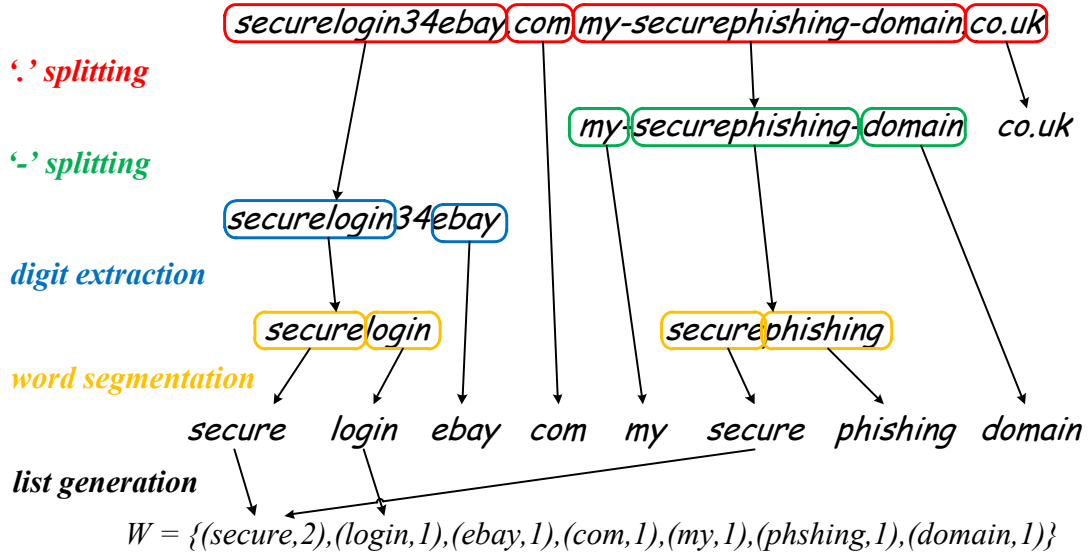 securelogin34ebay.com.my-securephishing-domain.co.uk
‘.’ splitting
my-securephishing-domain co.uk
‘-’ splitting
securelogin34ebay
digit extraction
securelogin securephishing
word segmentation
secure login ebay com my secure phishing domain
list generation
W = {(secure,2),(login,1),(ebay,1),(com,1),(my,1),(phshing,1),(domain,1)}